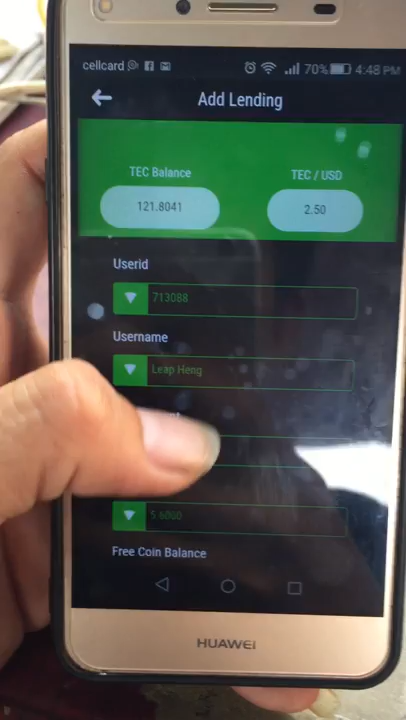 cellcard 70% 4:48 PM
Add Lending
TEC Balance TEC / USD
121.8041 2.50
Userid
713088
Username
Leap Heng
5.6000
Free Coin Balance
HUAWEI